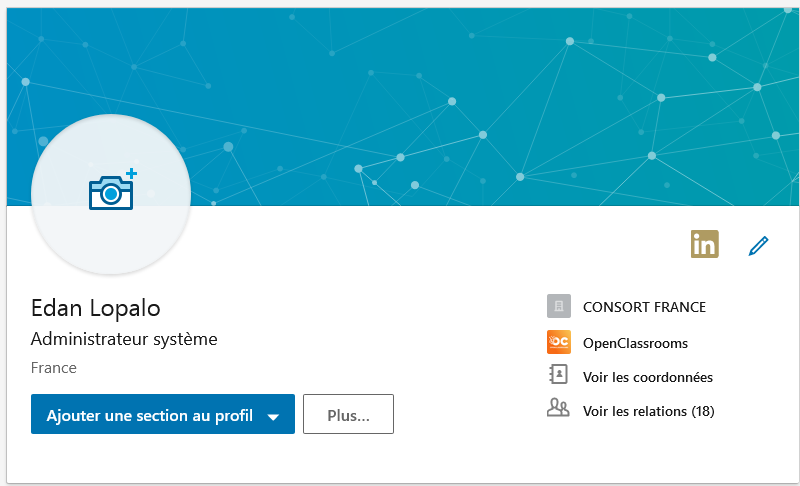 in
Edan Lopalo
Administrateur système
France
Ajouter une section au profil
Plus...
CONSORT FRANCE
OC
OpenClassrooms
Voir les coordonnées
Voir les relations (18)